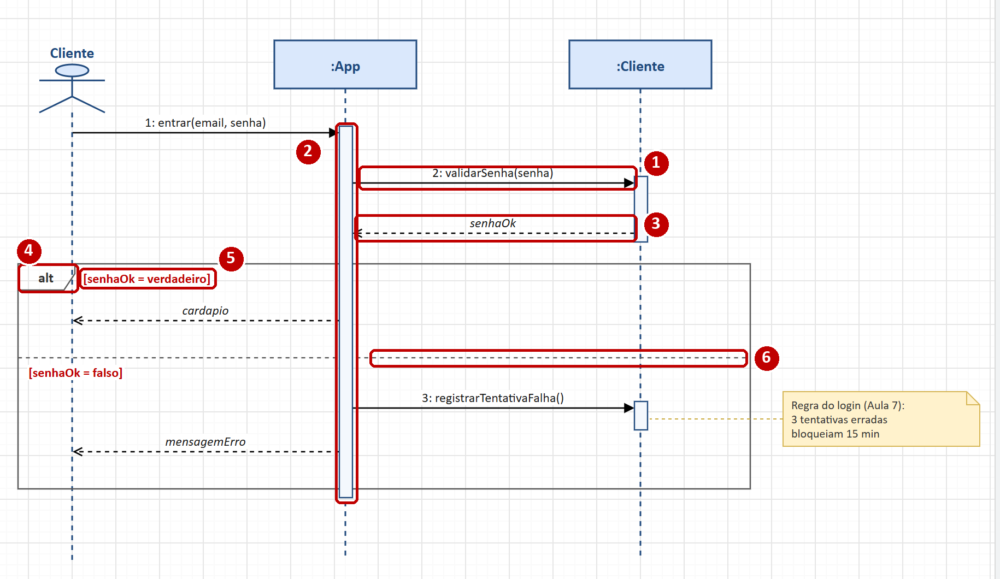 Cliente
:App
:Cliente
1: entrar(email, senha)
2
1
2: validarSenha(senha)
senhaOk
3
4
5
alt
[senhaOk = verdadeiro]
cardapio
6
[senhaOk = falso]
3: registrarTentativaFalha()
Regra do login (Aula 7):
3 tentativas erradas
bloqueiam 15 min
mensagemErro